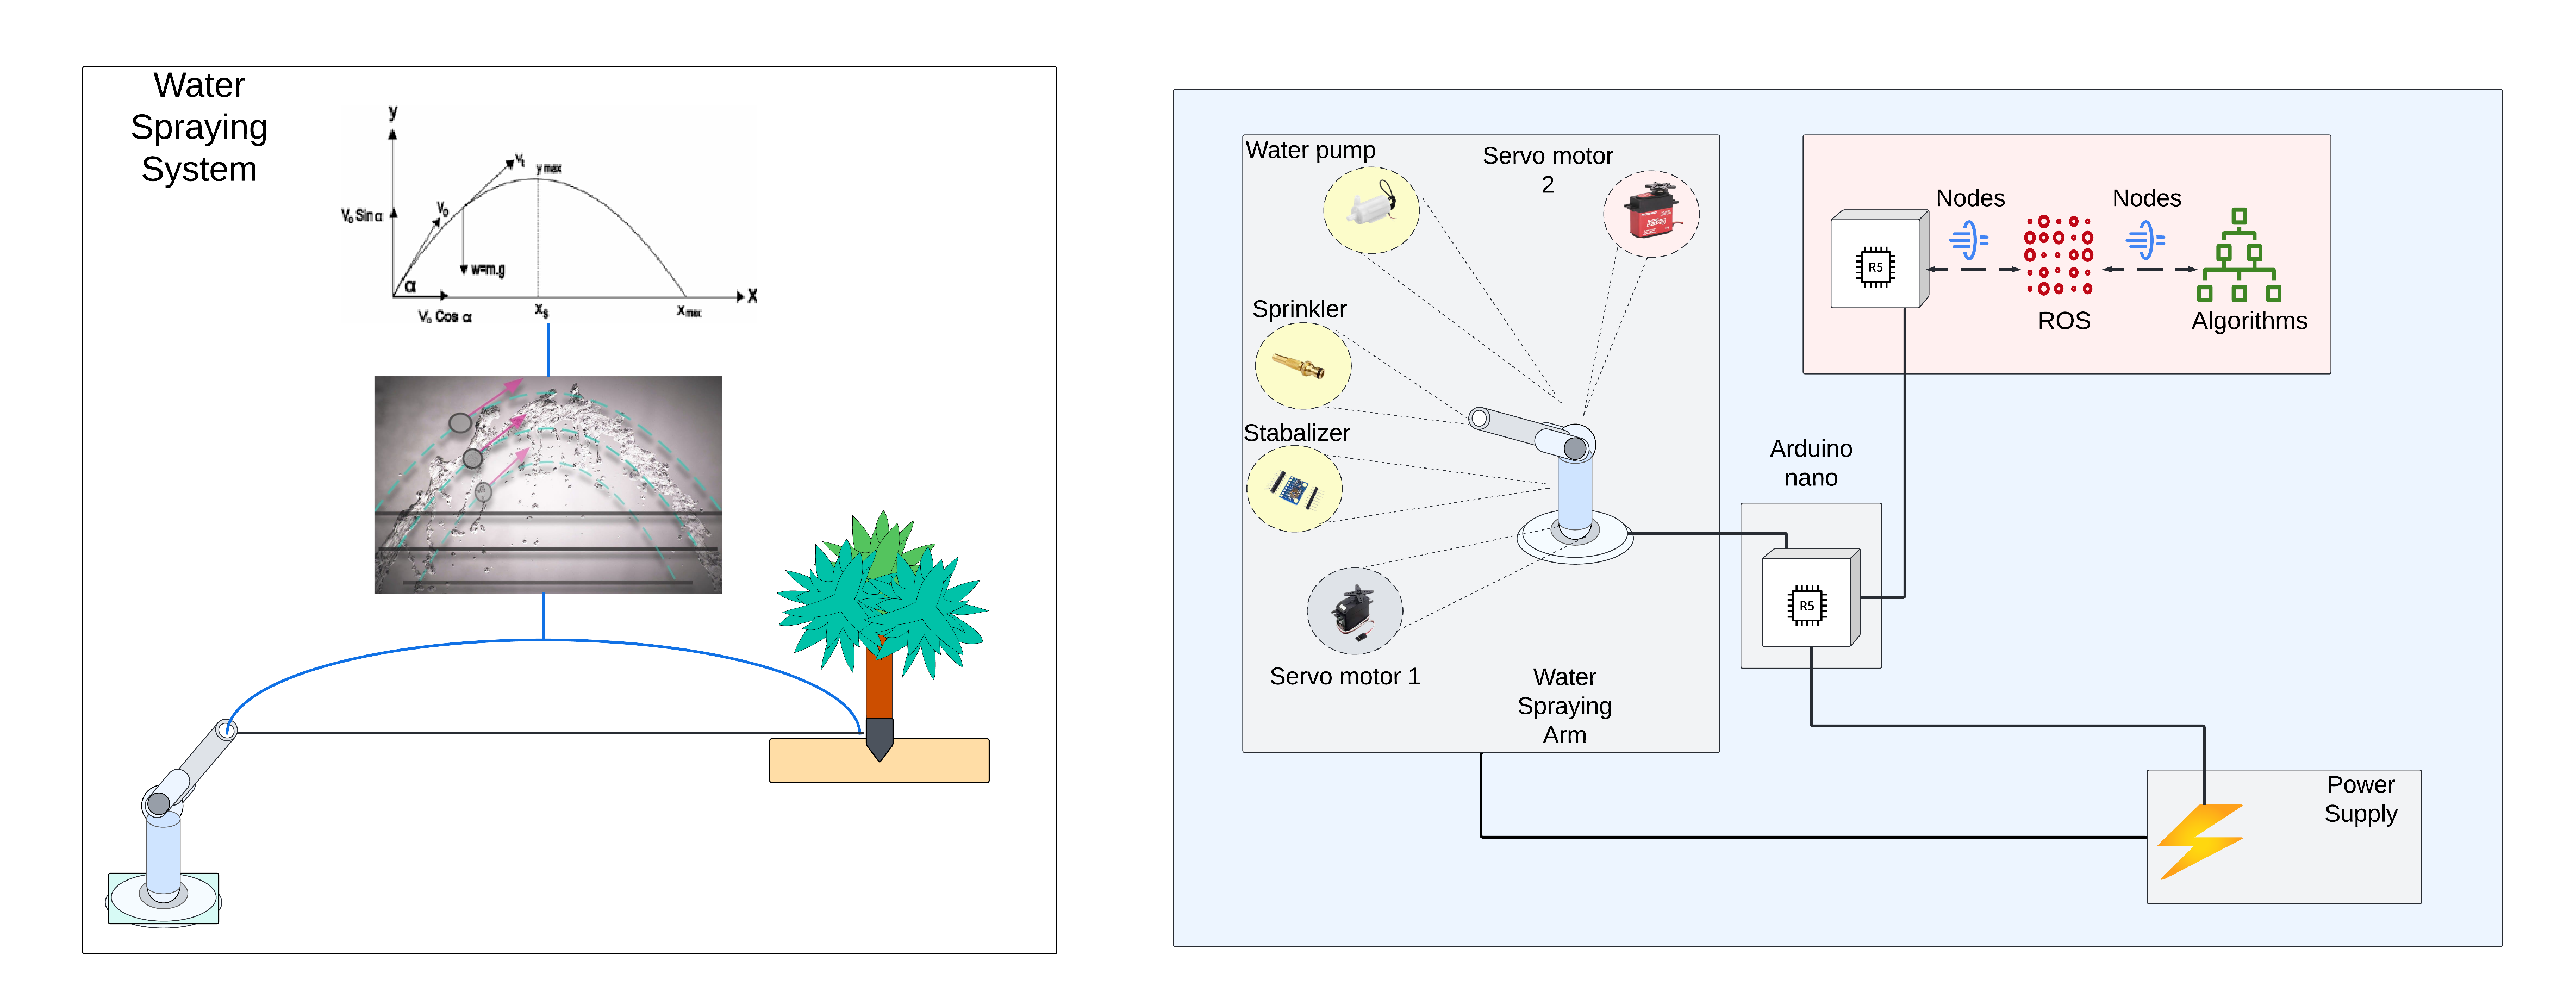 Water
Spraying
System
y
V₀ Sin α
V₀
Vt
y max
w=m.g
α
X
V₀ Cos α
Xs
X max
Water pump
Servo motor
2
Sprinkler
Stabalizer
Servo motor 1
Water
Spraying
Arm
Arduino
nano
R5
Nodes
Nodes
R5
ROS
Algorithms
Power
Supply